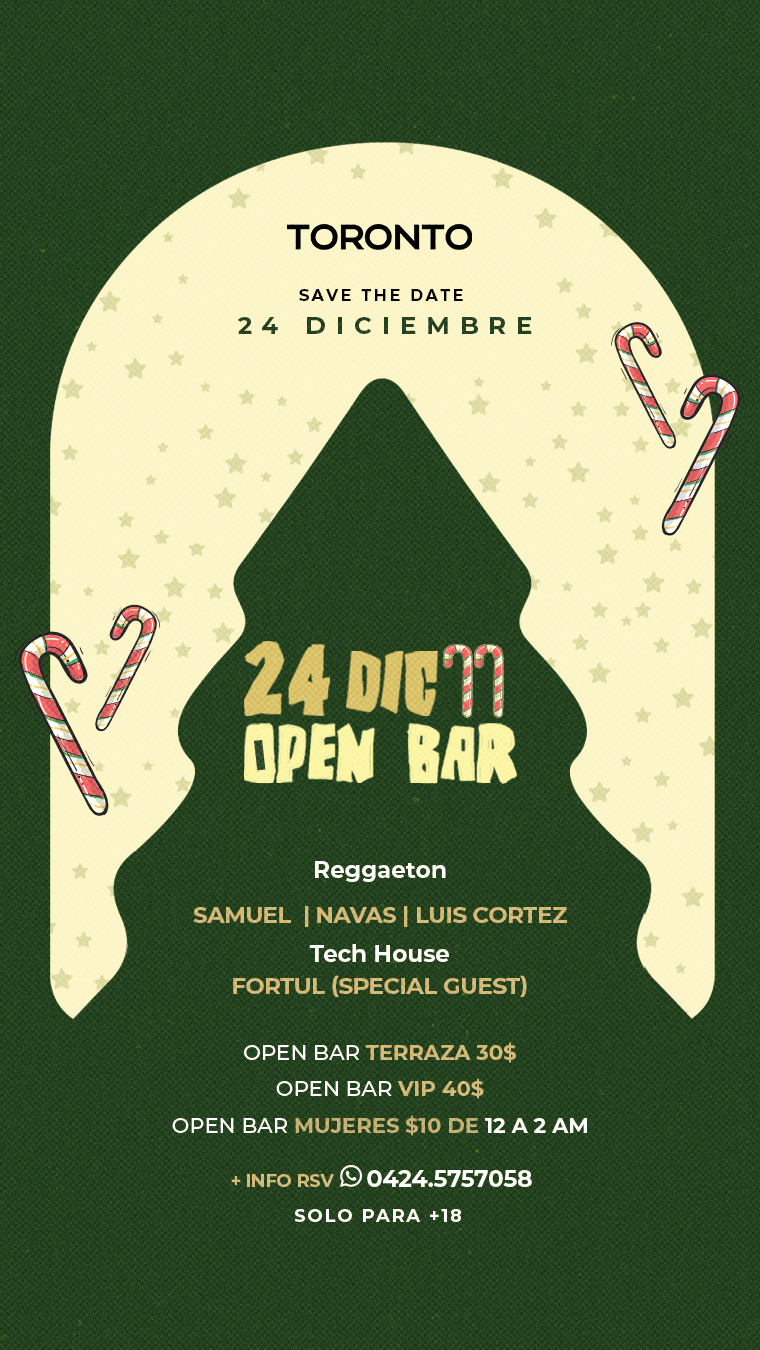 TORONTO
SAVE THE DATE
24 DICIEMBRE
24 DIC
OPEN BAR
Reggaeton
SAMUEL | NAVAS | LUIS CORTEZ
Tech House
FORTUL (SPECIAL GUEST)
OPEN BAR TERRAZA 30$
OPEN BAR VIP 40$
OPEN BAR MUJERES $10 DE 12 A 2 AM
+ INFO RSV 0424.5757058
SOLO PARA +18